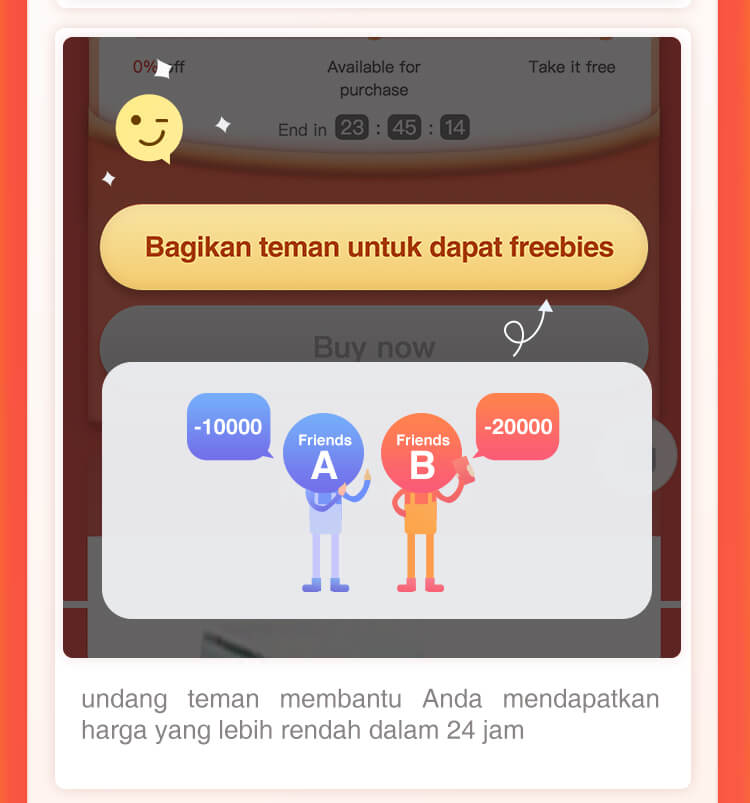 0% off
Available for
purchase
Take it free
End in 23 : 45 : 14
Bagikan teman untuk dapat freebies
Buy now
-10000
Friends
A
Friends
B
-20000
undang teman membantu Anda mendapatkan
harga yang lebih rendah dalam 24 jam